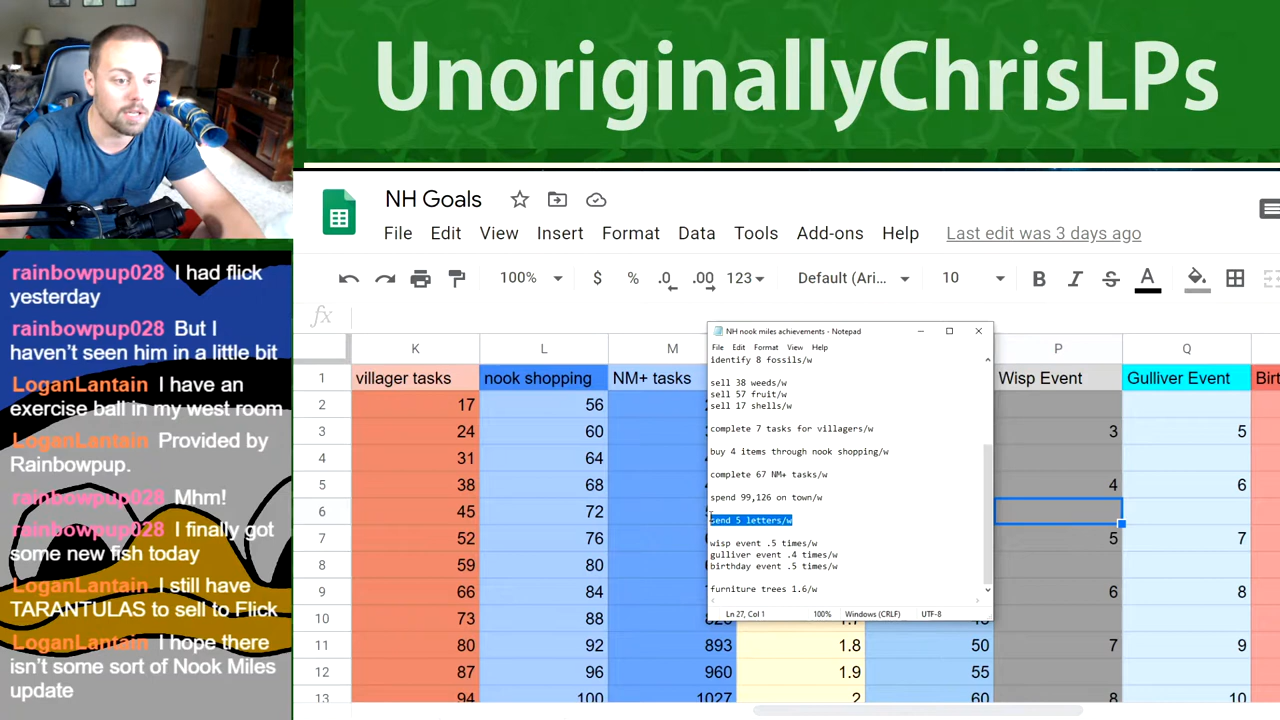 UnoriginallyChrisLPs
rainbowpup028 I had flick
yesterday
rainbowpup028 But I
haven't seen him in a little bit
LoganLantain I have an
exercise ball in my west room
LoganLantain Provided by
Rainbowpup.
rainbowpup028 Mhm!
rainbowpup028 I finally got
some new fish today
LoganLantain I still have
TARANTULAS to sell to Flick
LoganLantain I hope there
isn't some sort of Nook Miles
update
NH Goals
File Edit View Insert Format Data Tools Add-ons Help Last edit was 3 days ago
100% $ % .0 .00 123 Default (Ari... 10 B I S A
fx
K L M P Q
1 villager tasks nook shopping NM+ tasks Wisp Event Gulliver Event Birt
2 17 56
3 24 60 3 5
4 31 64
5 38 68 4 6
6 45 72
7 52 76 5 7
8 59 80
9 66 84 6 8
10 73 88
11 80 92 893 1.8 50 7 9
12 87 96 960 1.9 55
13 94 100 1027 2 60 8 10
NH nook miles achievements - Notepad
File Edit Format View Help
identify 8 fossils/w
sell 38 weeds/w
sell 57 fruit/w
sell 17 shells/w
complete 7 tasks for villagers/w
buy 4 items through nook shopping/w
complete 67 NM+ tasks/w
spend 99,126 on town/w
send 5 letters/w
wisp event .5 times/w
gulliver event .4 times/w
birthday event .5 times/w
furniture trees 1.6/w
Ln 27, Col 1 100% Windows (CRLF) UTF-8